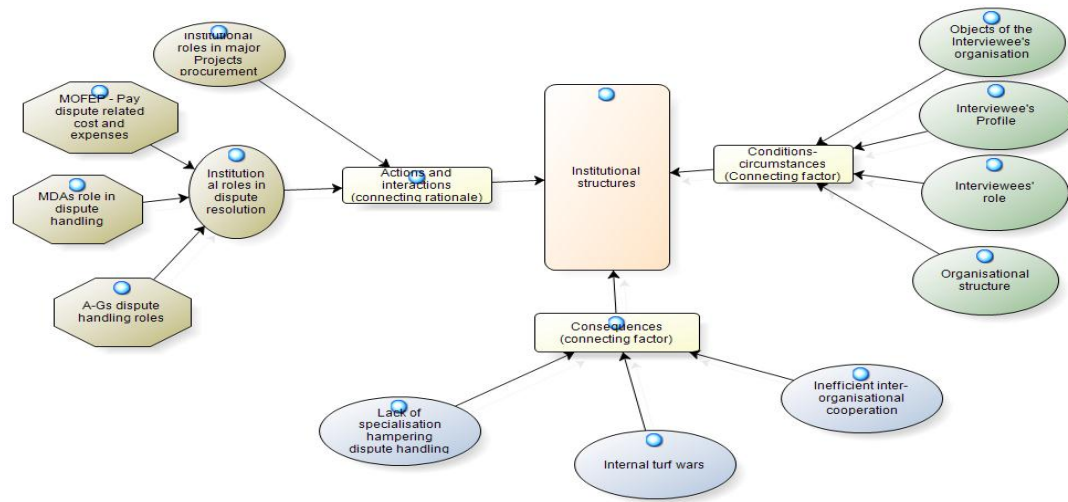 Institutional
roles in major
Projects
procurement
MOFEP - Pay
dispute related
cost and
expenses
MDAs role in
dispute
handling
A-Gs dispute
handling roles
Institution
al roles in
dispute
resolution
Actions and
interactions
(connecting rationale)
Institutional
structures
Conditions-
circumstances
(Connecting factor)
Objects of the
Interviewee's
organisation
Interviewee's
Profile
Interviewees'
role
Organisational
structure
Consequences
(connecting factor)
Lack of
specialisation
hampering
dispute handling
Internal turf wars
Inefficient inter-
organisational
cooperation